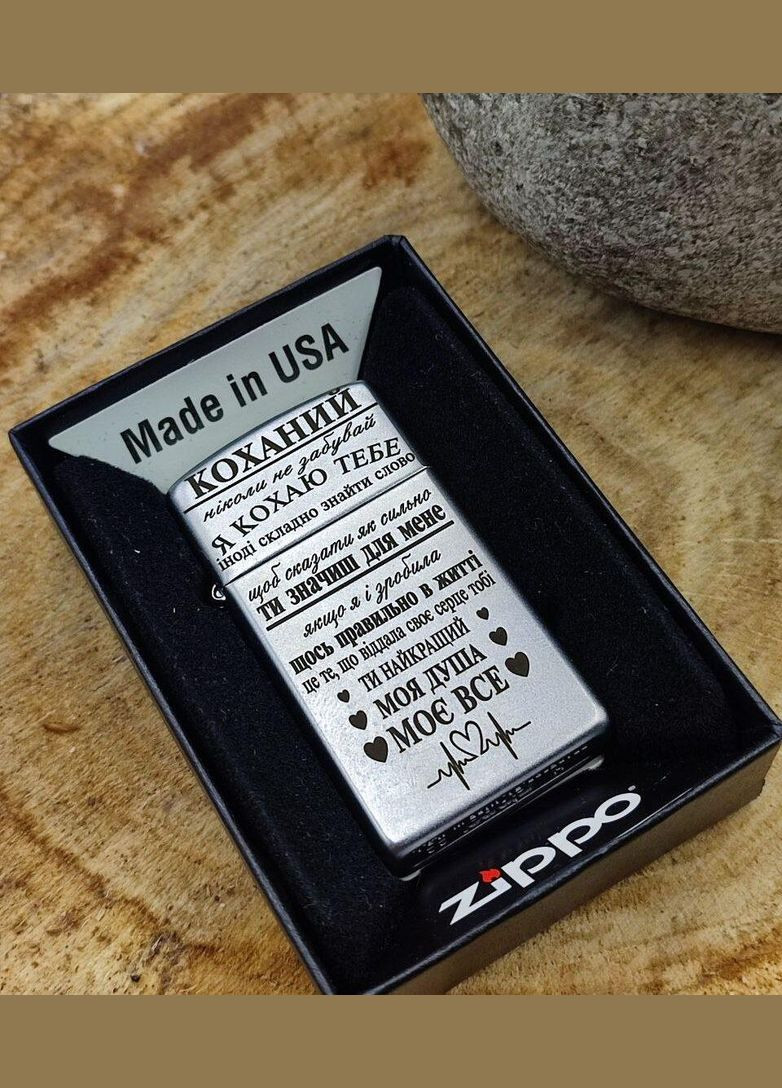 Made in USA
КОХАНИЙ
ніколи не забувай
Я КОХАЮ ТЕБЕ
іноді складно знайти слово
щоб сказати як сильно
ТИ ЗНАЧИШ ДЛЯ МЕНЕ
якщо я і зробила
щось правильно в житті
це те, що віддала своє серце тобі
ТИ НАЙКРАЩИЙ
МОЯ ДУША
МОЄ ВСЕ
zippo